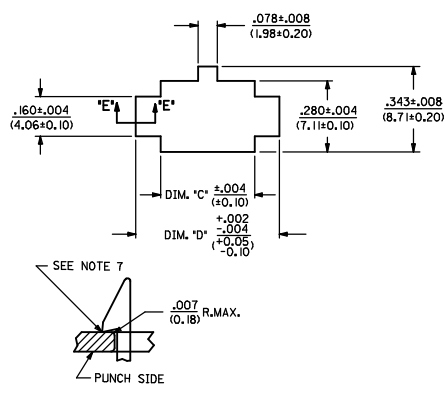 .078±.008
(1.98±0.20)
.160±.004
(4.06±0.10)
"E" "E"
.280±.004
(7.11±0.10)
.343±.008
(8.71±0.20)
DIM. "C" ±.004
(±0.10)
DIM. "D" +.002
-.004
(+0.05
-0.10)
SEE NOTE 7
.007 R.MAX.
(0.18)
PUNCH SIDE